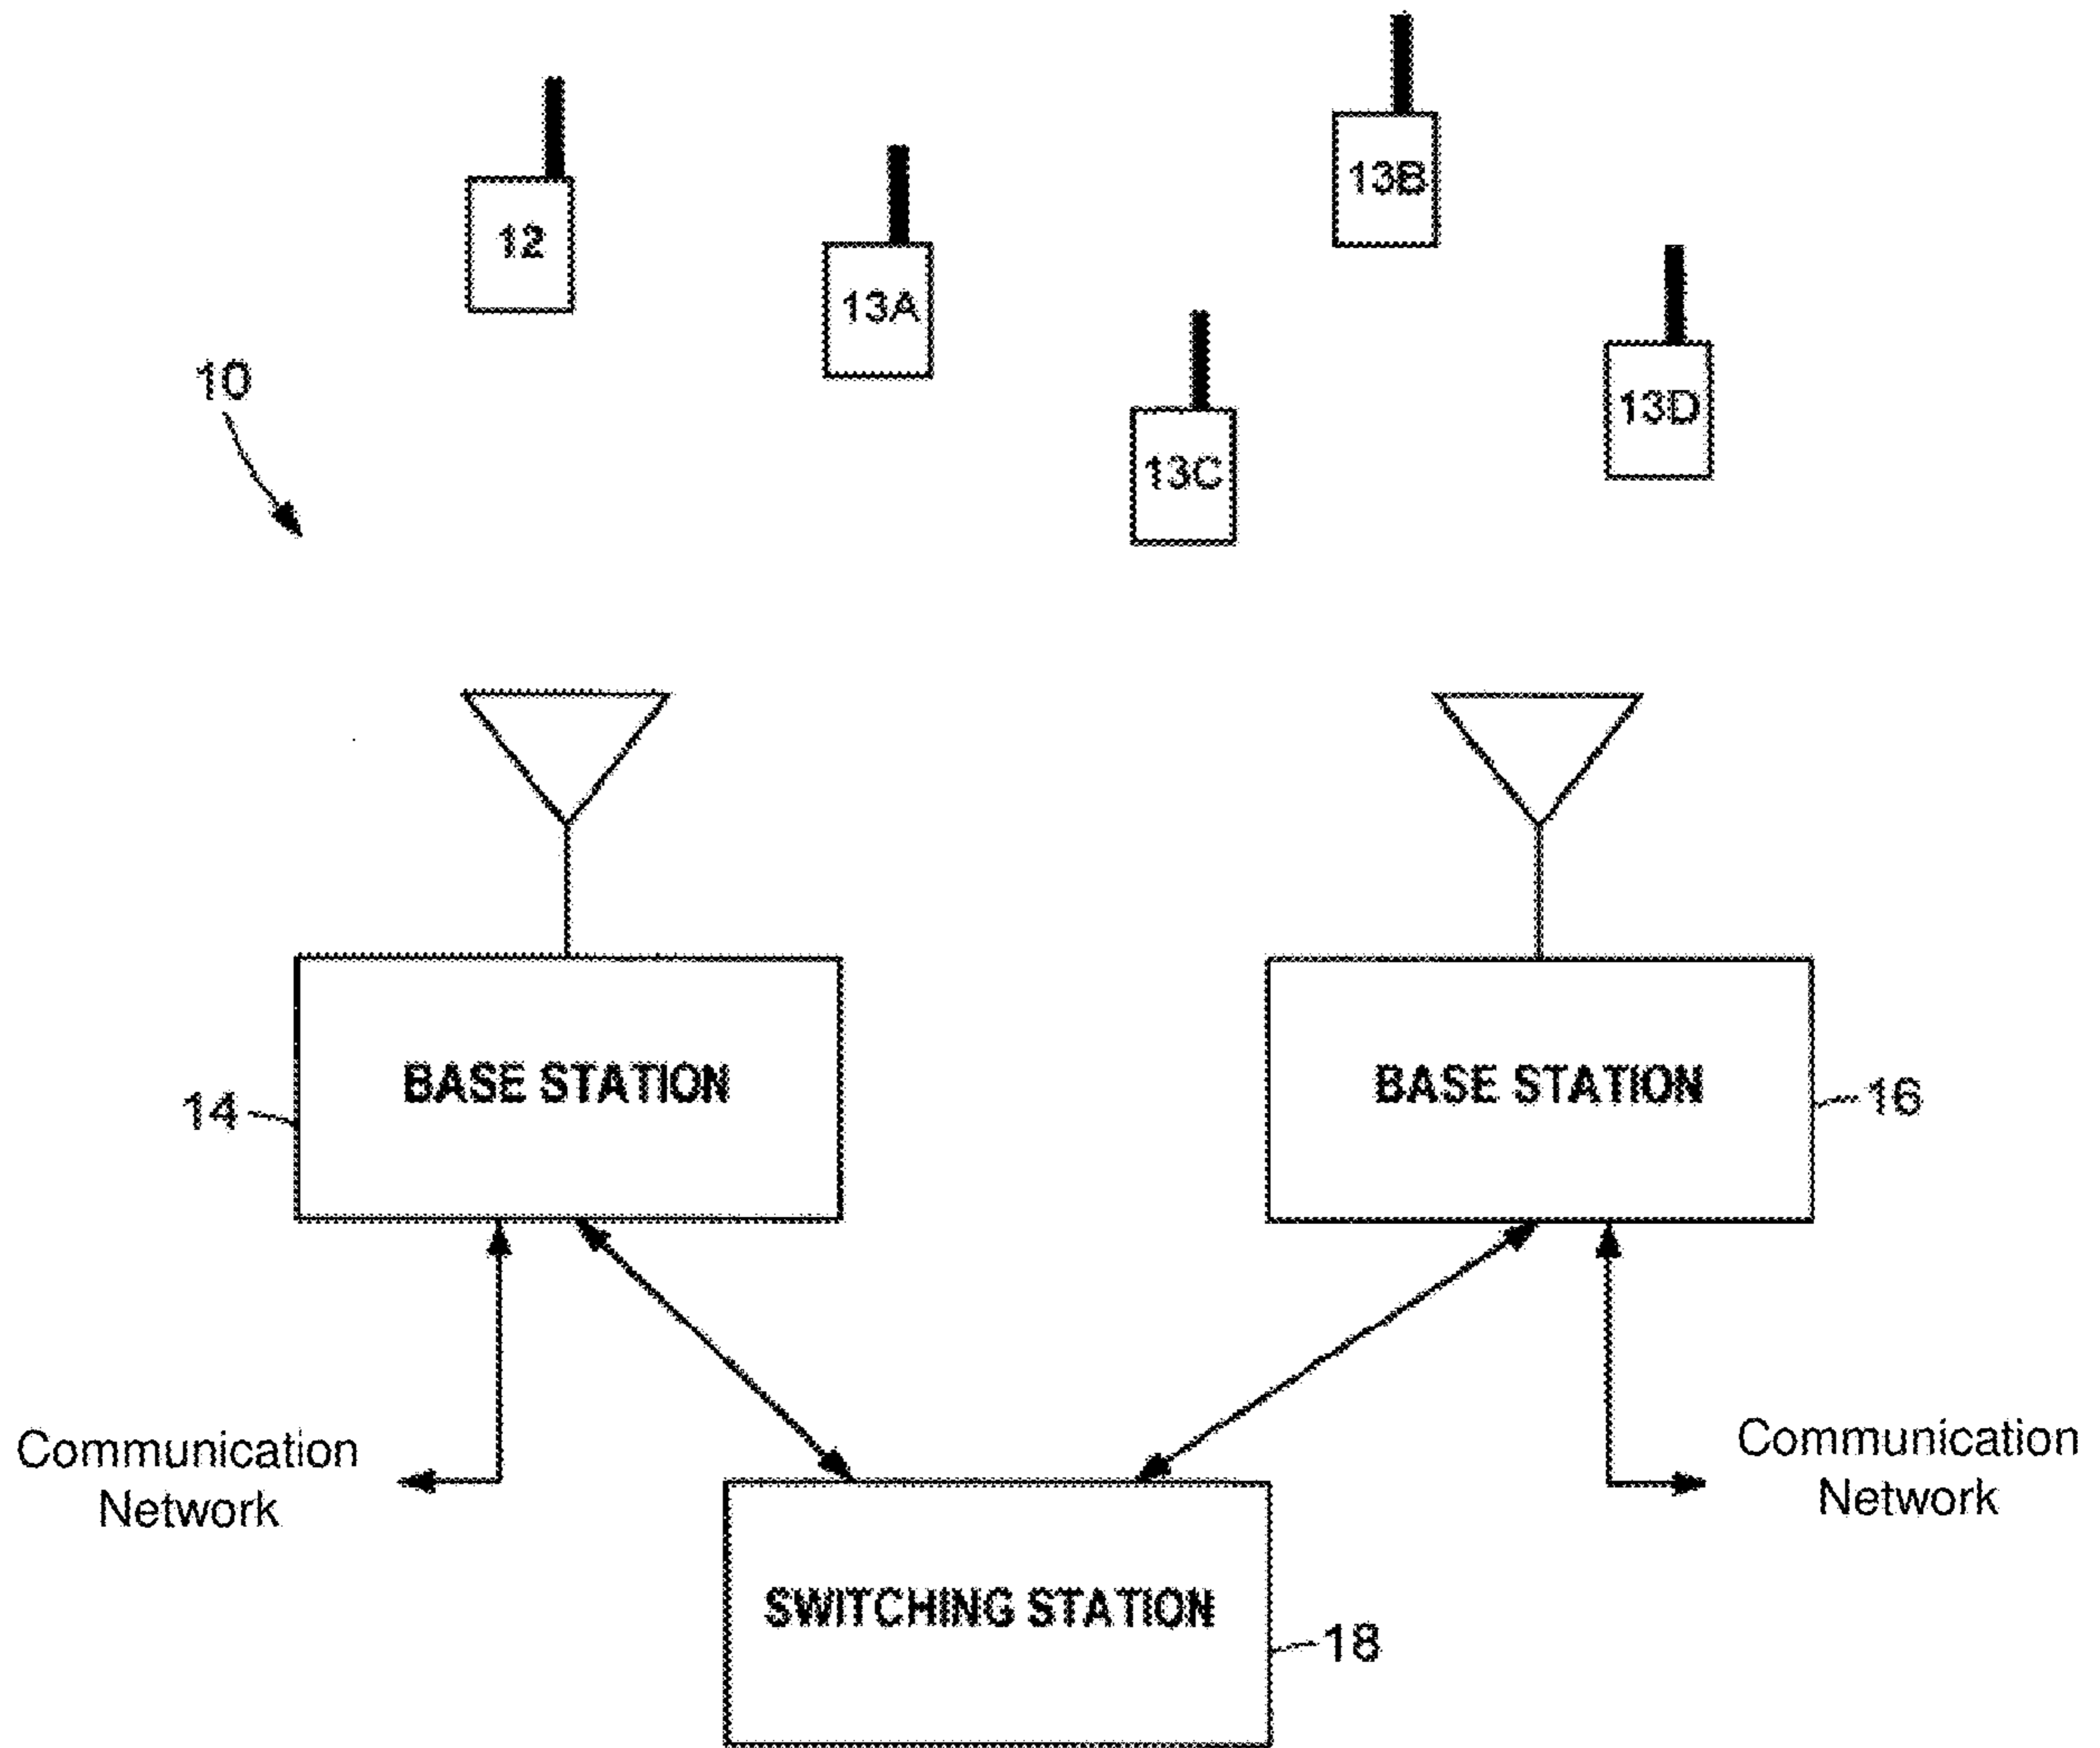 13B
12
13A
10
13D
13C
BASE STATION
BASE STATION
14
16
Communication
Network
Communication
Network
SWITCHING STATION
18